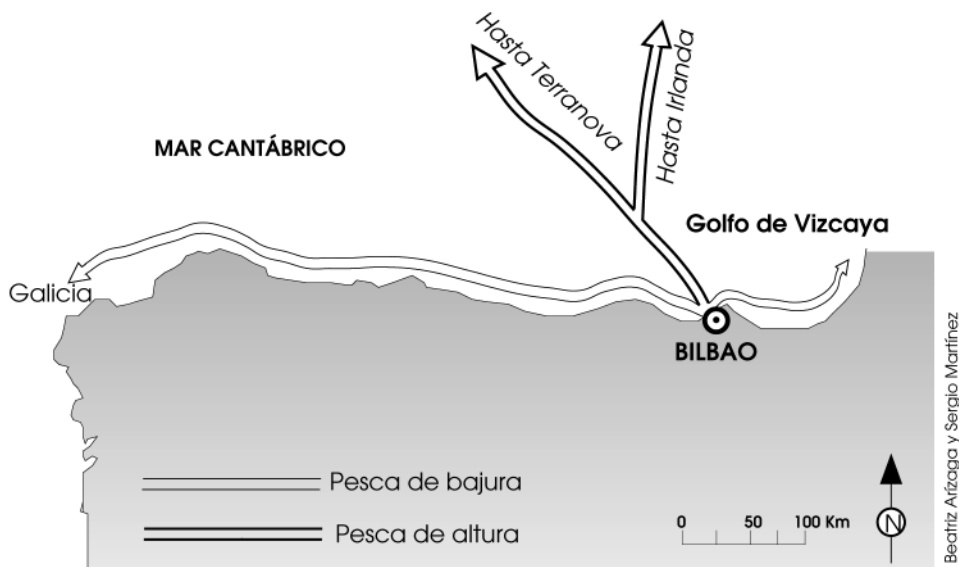 Hasta Terranova
Hasta Irlanda
MAR CANTÁBRICO
Golfo de Vizcaya
Galicia
BILBAO
Pesca de bajura
Pesca de altura
0 50 100 Km
N
Beatriz Arízaga y Sergio Martínez